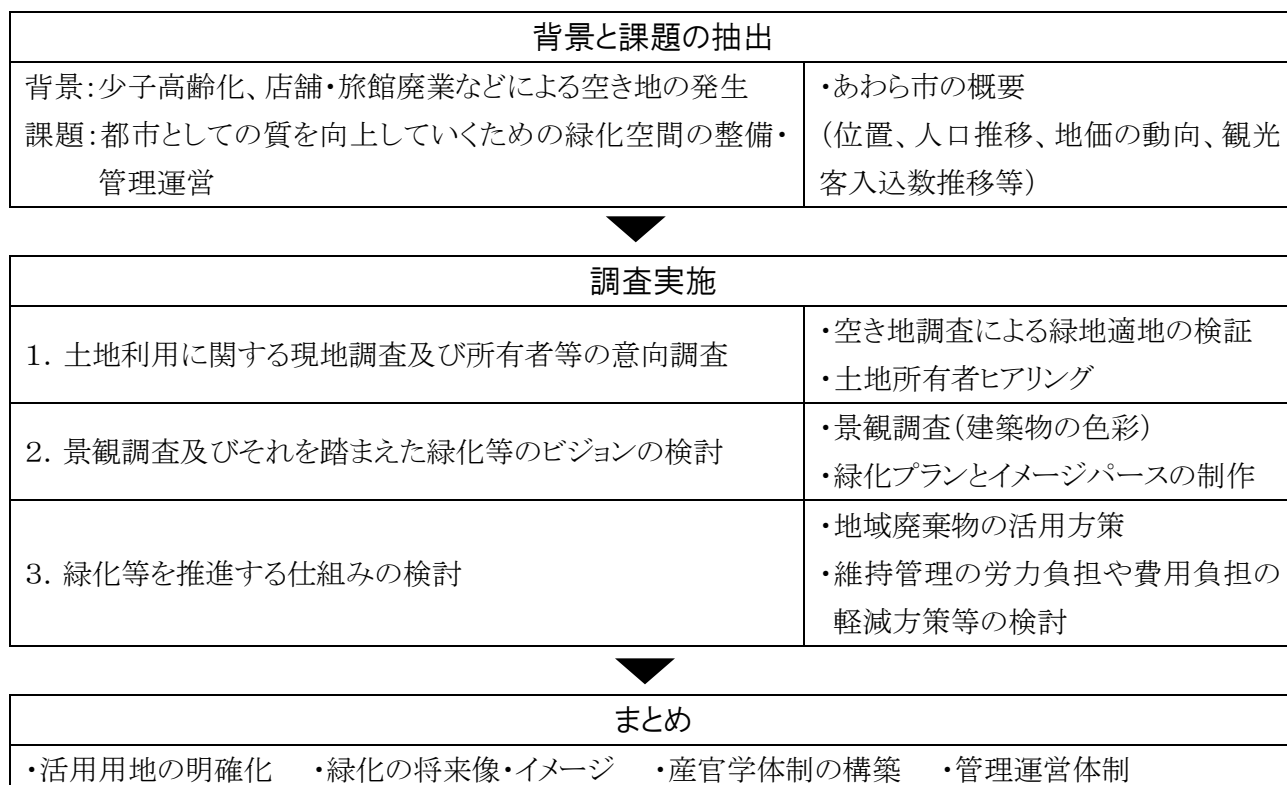 背景と課題の抽出
背景：少子高齢化、店舗・旅館廃業などによる空き地の発生
課題：都市としての質を向上していくための緑化空間の整備・
管理運営
・あわら市の概要
（位置、人口推移、地価の動向、観光
客入込数推移等）
調査実施
1．土地利用に関する現地調査及び所有者等の意向調査
・空き地調査による緑地適地の検証
・土地所有者ヒアリング
2．景観調査及びそれを踏まえた緑化等のビジョンの検討
・景観調査（建築物の色彩）
・緑化プランとイメージパースの制作
3．緑化等を推進する仕組みの検討
・地域廃棄物の活用方策
・維持管理の労力負担や費用負担の
軽減方策等の検討
まとめ
・活用用地の明確化　・緑化の将来像・イメージ　・産官学体制の構築　・管理運営体制